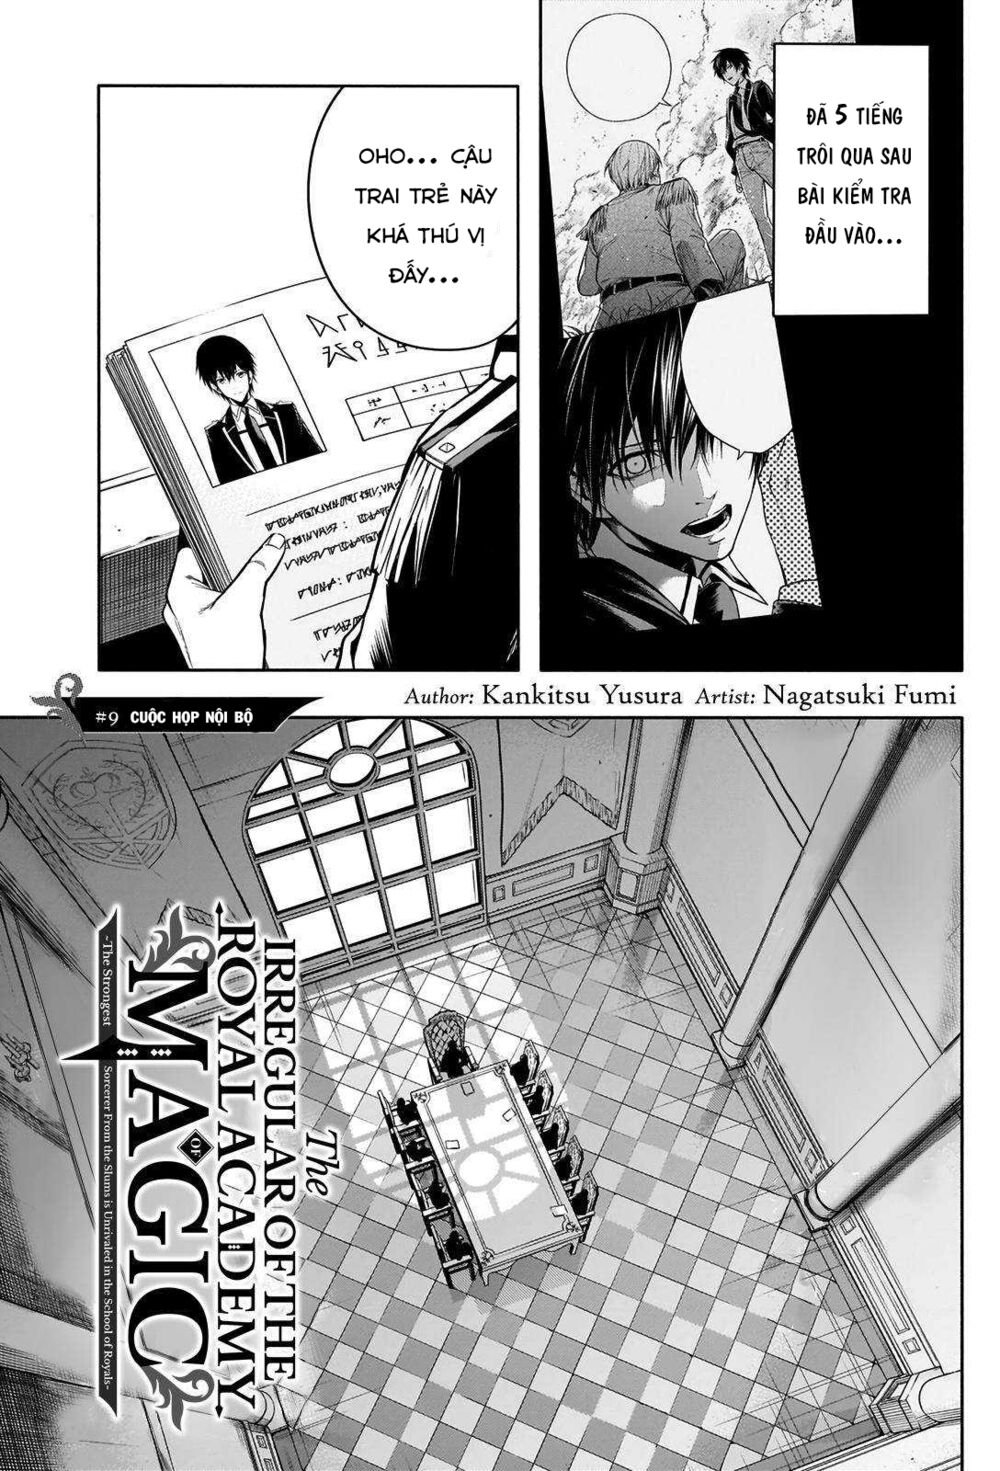 ĐÃ 5 TIẾNG
TRÔI QUA SAU
BÀI KIỂM TRA
ĐẦU VÀO...
OHO... CẬU
TRAI TRẺ NÀY
KHÁ THÚ VỊ
ĐẤY...
Author: Kankitsu Yusura Artist: Nagatsuki Fumi
#9 CUỘC HỌP NỘI BỘ
The
IRREGULAR OF THE
ROYAL ACADEMY
OF
MAGIC
~The Strongest Sorcerer From the Slums is Unrivaled in the School of Royals~